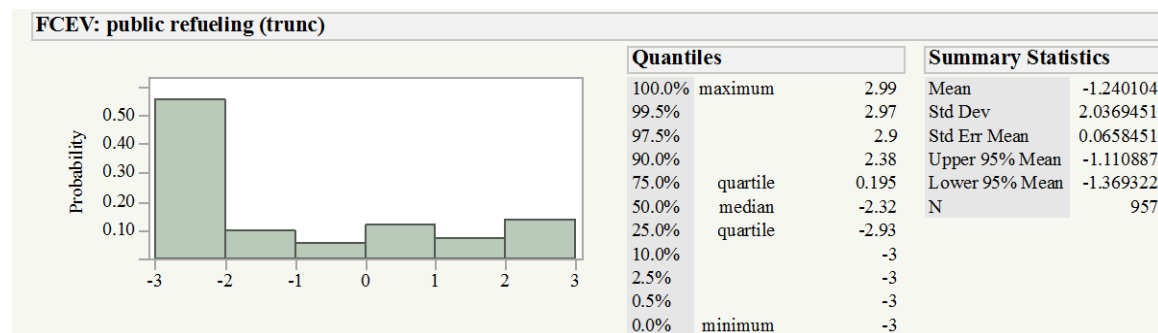 FCEV: public refueling (trunc)
Probability
0.50
0.40
0.30
0.20
0.10
-3 -2 -1 0 1 2 3
Quantiles
100.0% maximum 2.99
99.5% 2.97
97.5% 2.9
90.0% 2.38
75.0% quartile 0.195
50.0% median -2.32
25.0% quartile -2.93
10.0% -3
2.5% -3
0.5% -3
0.0% minimum -3
Summary Statistics
Mean -1.240104
Std Dev 2.0369451
Std Err Mean 0.0658451
Upper 95% Mean -1.110887
Lower 95% Mean -1.369322
N 957